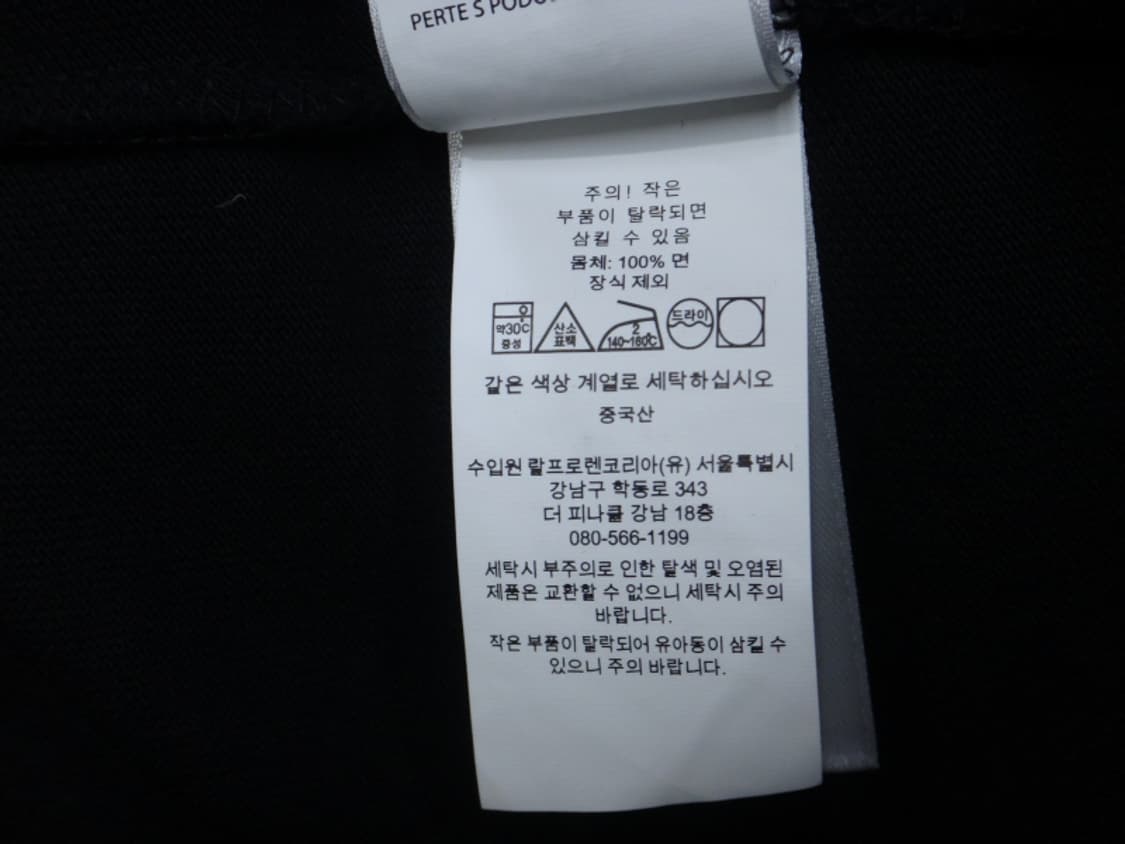 PERTE S PODO
주의! 작은
부품이 탈락되면
삼킬 수 있음
몸체: 100% 면
장식 제외
약30℃ 중성
산소 표백
2 140~160℃
드라이
같은 색상 계열로 세탁하십시오
중국산
수입원 랄프로렌코리아(유) 서울특별시
강남구 학동로 343
더 피나클 강남 18층
080-566-1199
세탁시 부주의로 인한 탈색 및 오염된
제품은 교환할 수 없으니 세탁시 주의
바랍니다.
작은 부품이 탈락되어 유아동이 삼킬 수
있으니 주의 바랍니다.